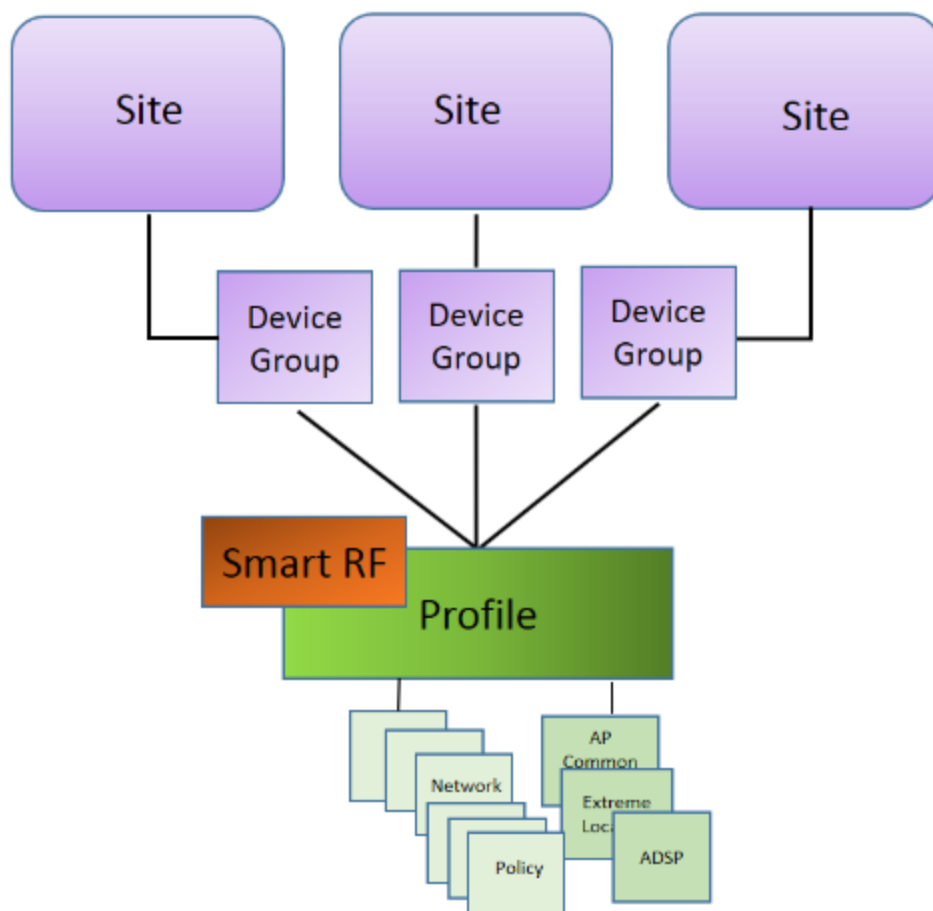 Site
Site
Site
Device
Group
Device
Group
Device
Group
Smart RF
Profile
Network
Policy
AP
Common
Extreme
ADSP